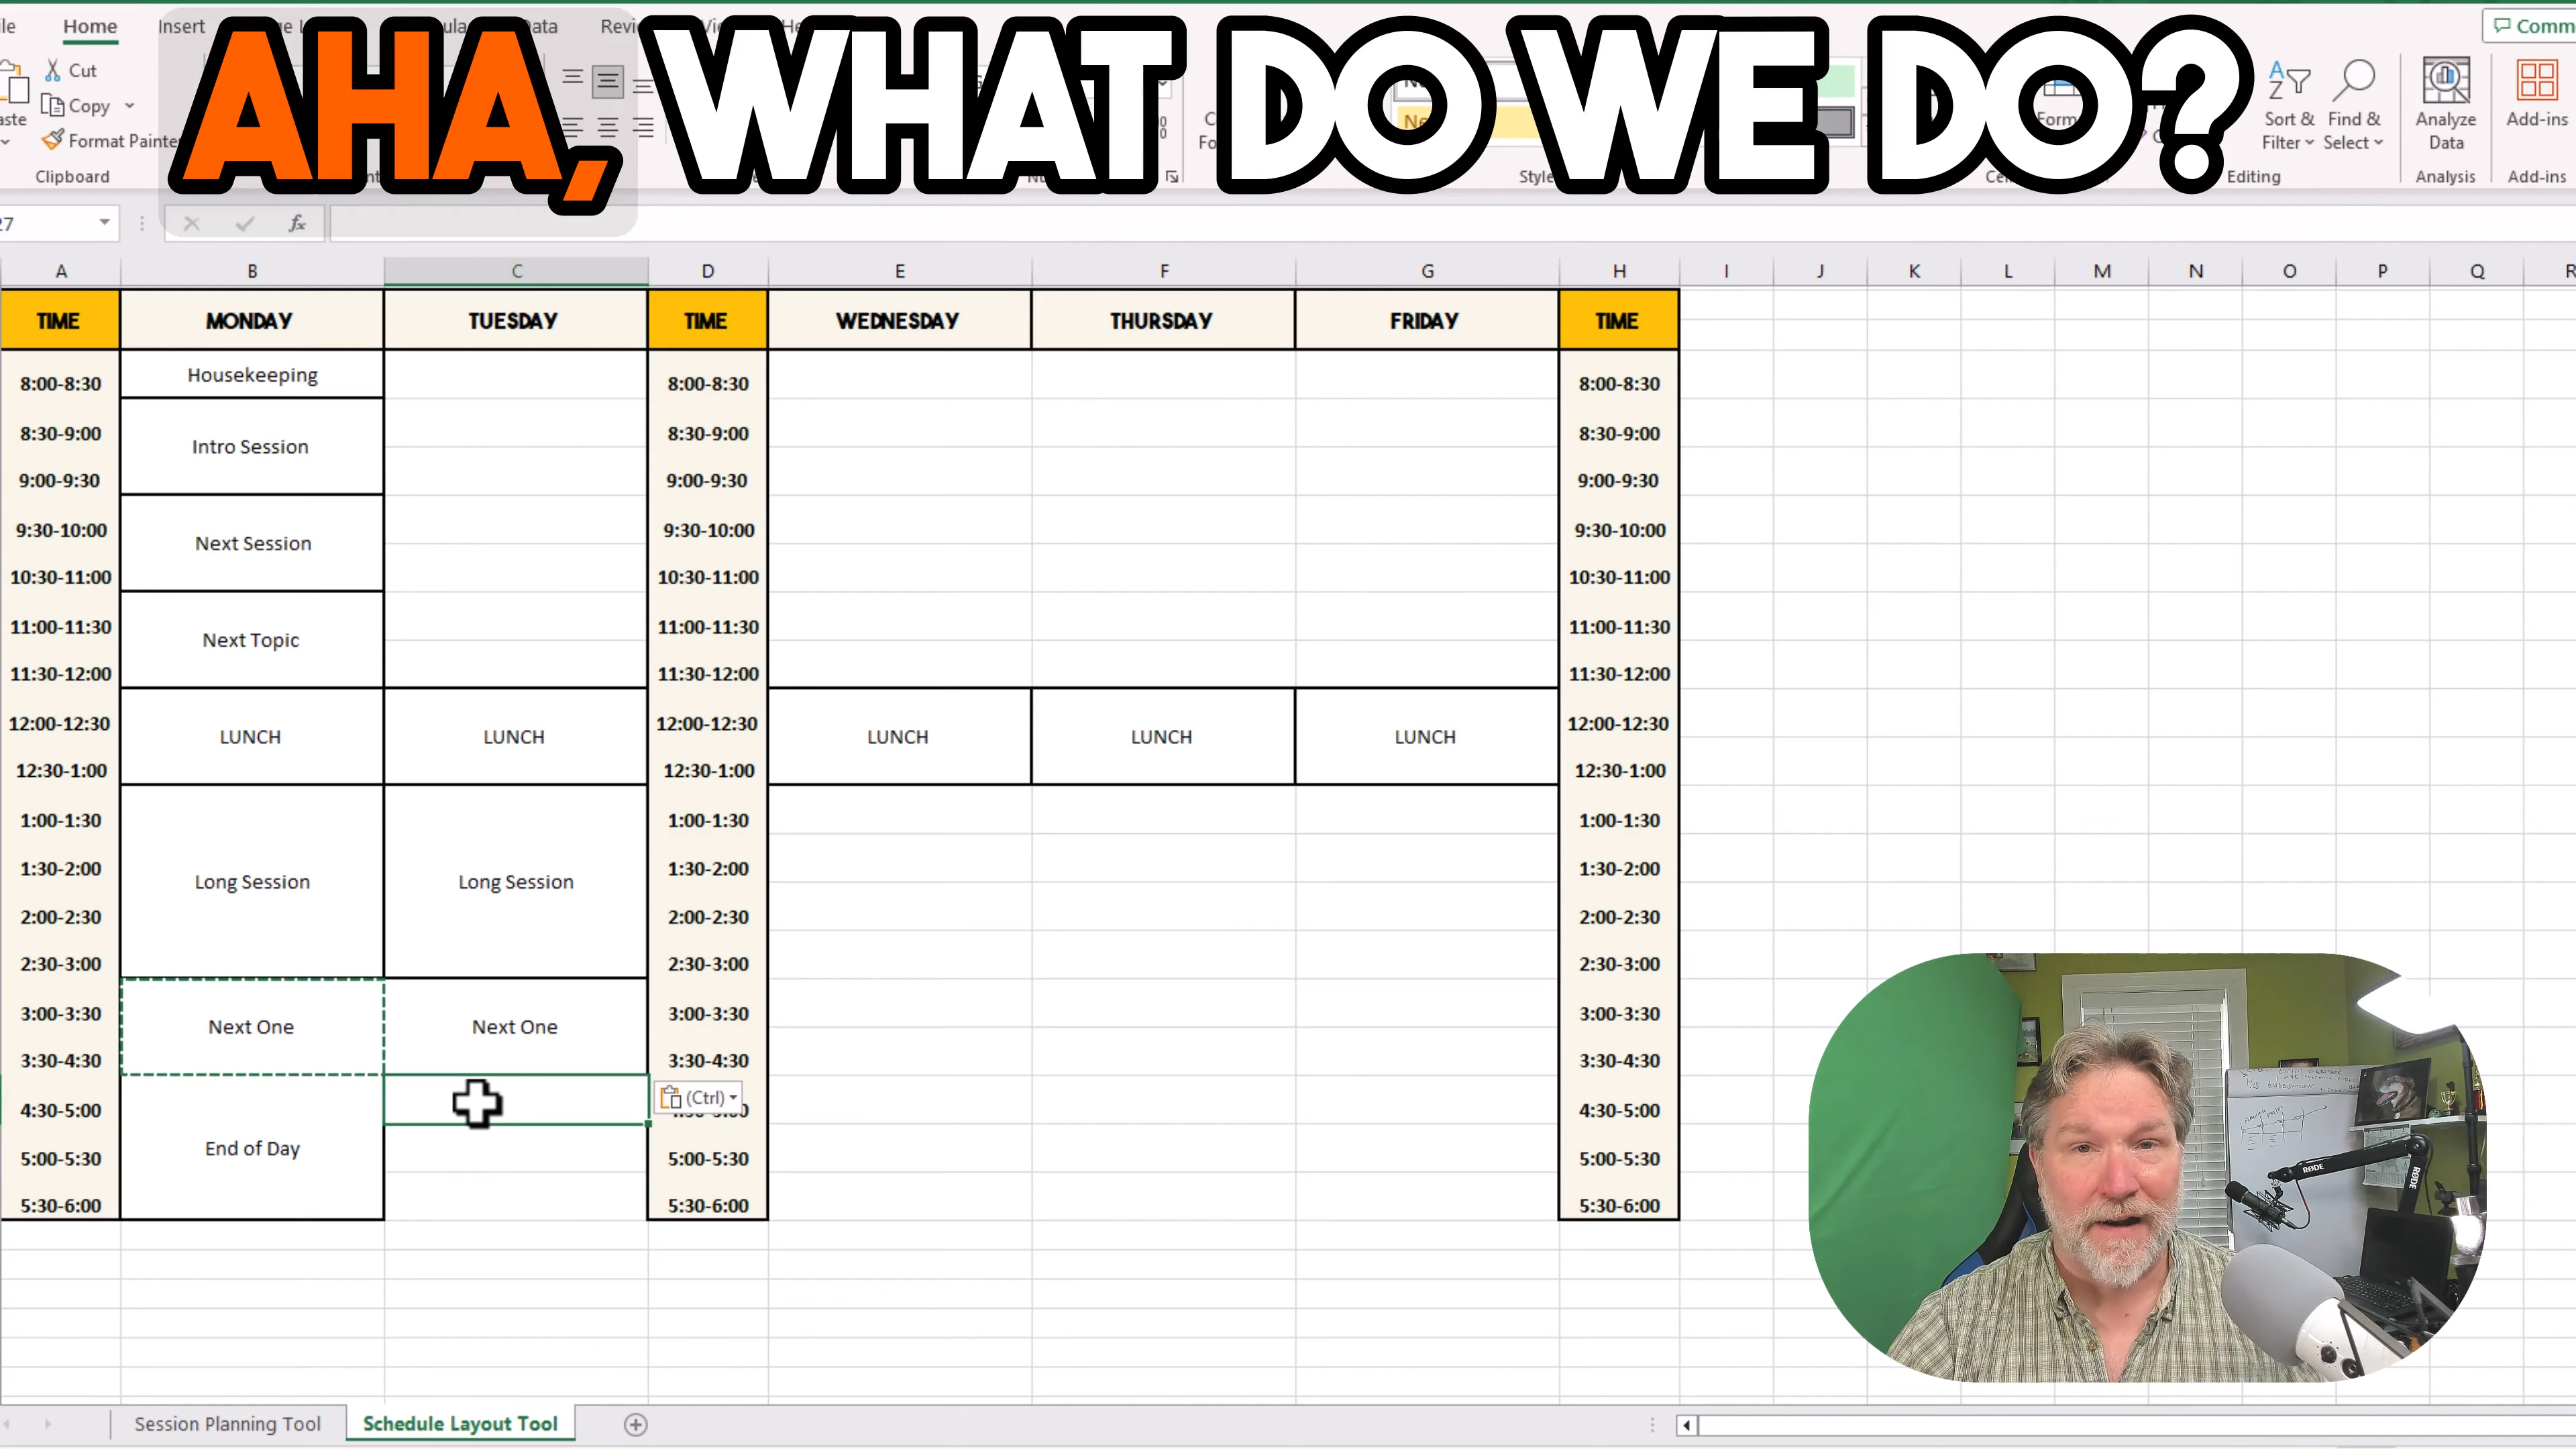 AHA, WHAT DO WE DO?
Home Insert
Cut
Copy
Format Painter
Clipboard
Sort & Filter
Find & Select
Editing
Analyze Data
Analysis
Add-ins
Add-ins
fx
A B C D E F G H I J K L M N O P Q R
TIME MONDAY TUESDAY TIME WEDNESDAY THURSDAY FRIDAY TIME
8:00-8:30 Housekeeping 8:00-8:30 8:00-8:30
8:30-9:00 8:30-9:00 8:30-9:00
Intro Session
9:00-9:30 9:00-9:30 9:00-9:30
9:30-10:00 9:30-10:00 9:30-10:00
Next Session
10:30-11:00 10:30-11:00 10:30-11:00
11:00-11:30 11:00-11:30 11:00-11:30
Next Topic
11:30-12:00 11:30-12:00 11:30-12:00
12:00-12:30 12:00-12:30 12:00-12:30
LUNCH LUNCH LUNCH LUNCH LUNCH
12:30-1:00 12:30-1:00 12:30-1:00
1:00-1:30 1:00-1:30 1:00-1:30
1:30-2:00 1:30-2:00 1:30-2:00
Long Session Long Session
2:00-2:30 2:00-2:30 2:00-2:30
2:30-3:00 2:30-3:00 2:30-3:00
3:00-3:30 3:00-3:30 3:00-3:30
Next One Next One
3:30-4:30 3:30-4:30 3:30-4:30
(Ctrl)
4:30-5:00 4:30-5:00
End of Day
5:00-5:30 5:00-5:30 5:00-5:30
5:30-6:00 5:30-6:00 5:30-6:00
RØDE
RØDE
Session Planning Tool Schedule Layout Tool